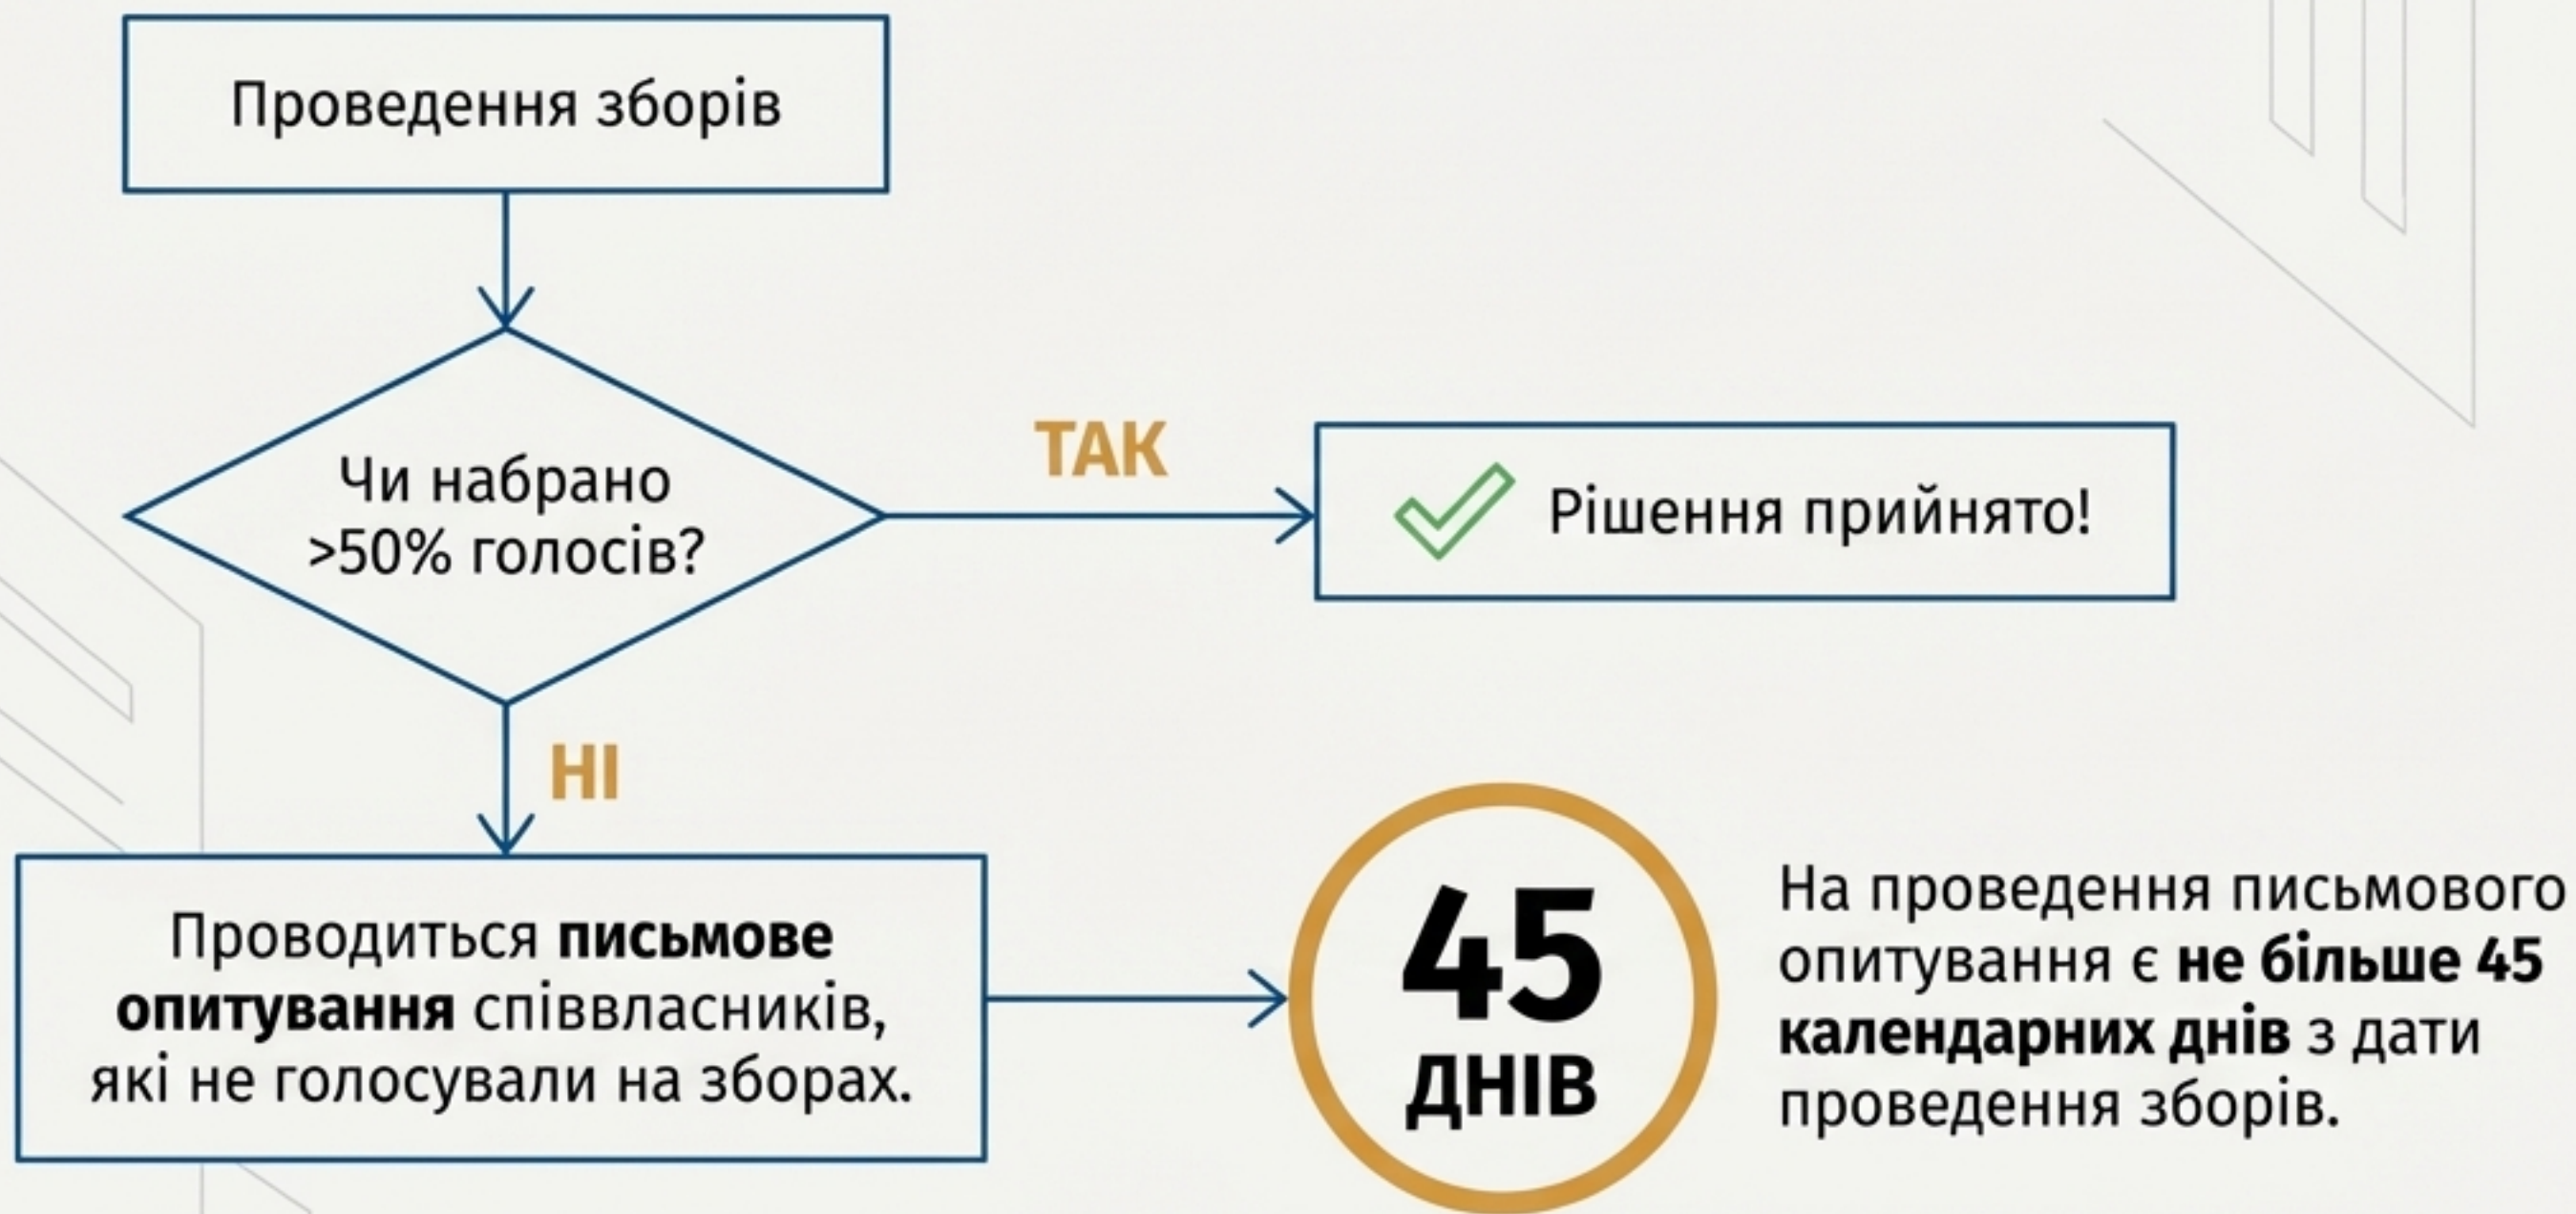 Проведення зборів
Чи набрано
>50% голосів?
ТАК
Рішення прийнято!
НІ
Проводиться письмове
опитування співвласників,
які не голосували на зборах.
45
ДНІВ
На проведення письмового
опитування є не більше 45
календарних днів з дати
проведення зборів.